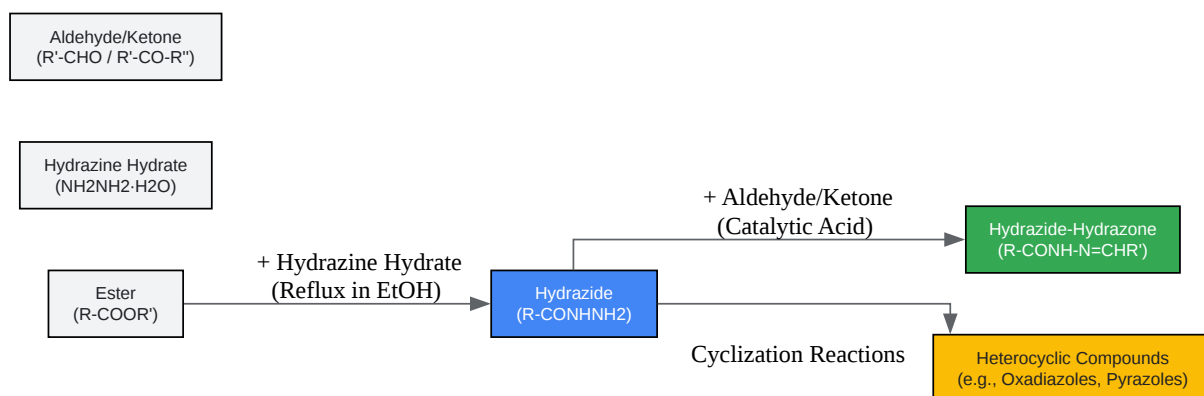 Aldehyde/Ketone
(R'-CHO / R'-CO-R")
Hydrazine Hydrate
(NH2NH2·H2O)
Ester
(R-COOR')
+ Hydrazine Hydrate
(Reflux in EtOH)
Hydrazide
(R-CONHNH2)
+ Aldehyde/Ketone
(Catalytic Acid)
Hydrazide-Hydrazone
(R-CONH-N=CHR')
Cyclization Reactions
Heterocyclic Compounds
(e.g., Oxadiazoles, Pyrazoles)